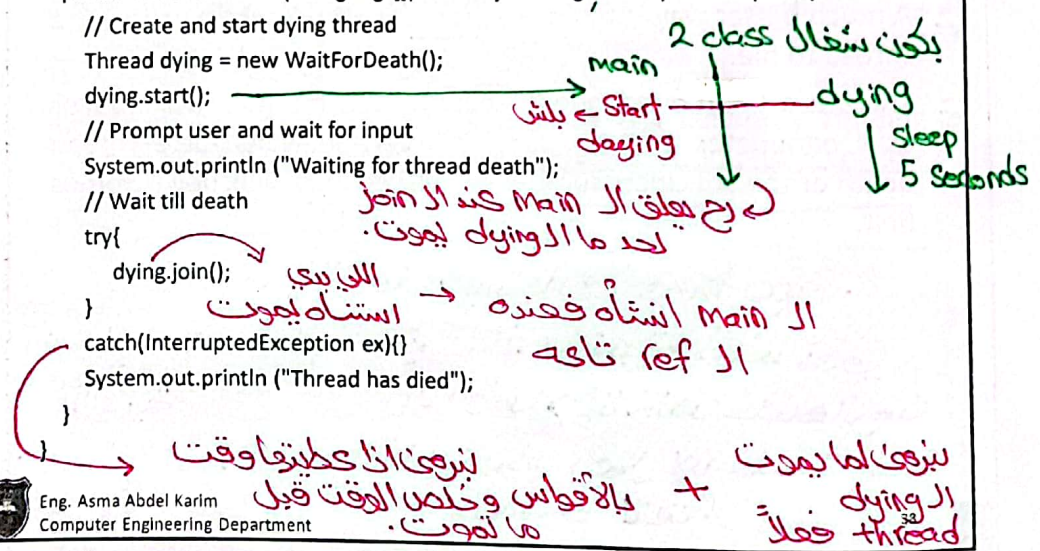 // Create and start dying thread
Thread dying = new WaitForDeath();
dying.start();
// Prompt user and wait for input
System.out.println ("Waiting for thread death");
// Wait till death
try{
dying.join();
}
catch(InterruptedException ex){}
System.out.println ("Thread has died");
}
}
بكون شغال 2 class
main
dying
Start ← بلش
daying
Sleep
5 seconds
رح يعلق ال Main عند ال join
لحد ما ال dying يموت.
اللي بدي
استناه يموت
→ ال Main انشأه فعنده
ال ref تاعه
بنرجع لما يموت
ال dying
thread فعلاً
+
بنرجع اذا عطيتها وقت
بالأقواس وخلص الوقت قبل
ما تموت.
Eng. Asma Abdel Karim
Computer Engineering Department
33